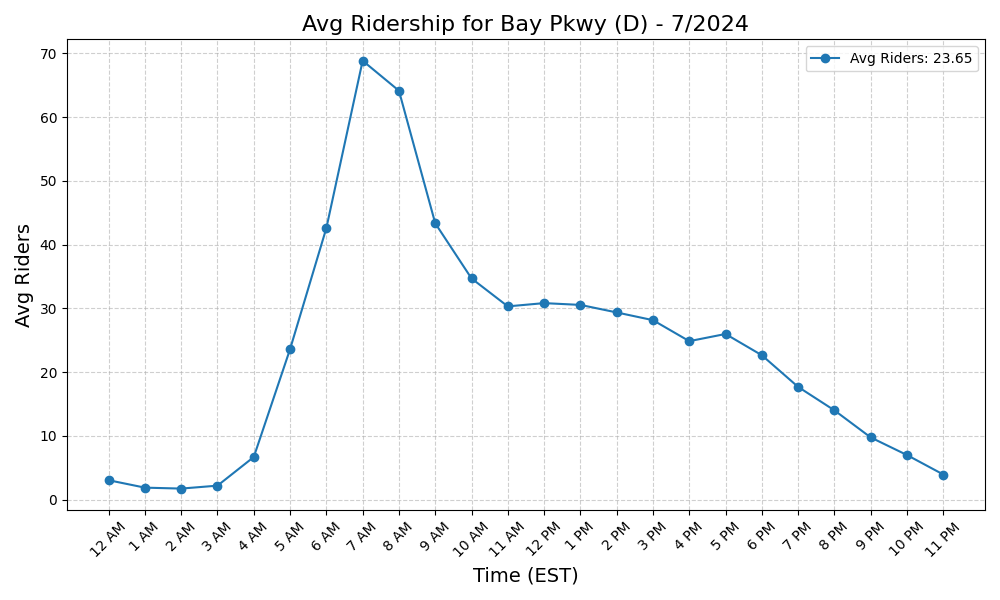 Avg Ridership for Bay Pkwy (D) - 7/2024
Avg Riders: 23.65
Avg Riders
70
60
50
40
30
20
10
0
12 AM 1 AM 2 AM 3 AM 4 AM 5 AM 6 AM 7 AM 8 AM 9 AM 10 AM 11 AM 12 PM 1 PM 2 PM 3 PM 4 PM 5 PM 6 PM 7 PM 8 PM 9 PM 10 PM 11 PM
Time (EST)